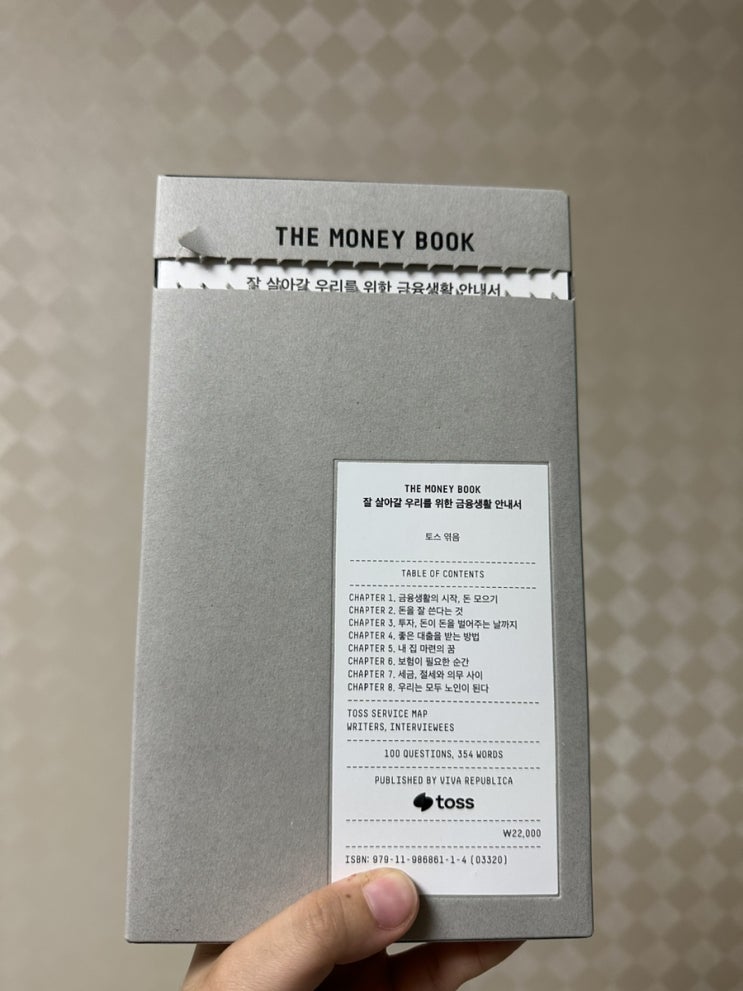 THE MONEY BOOK
잘 살아갈 우리를 위한 금융생활 안내서
THE MONEY BOOK
잘 살아갈 우리를 위한 금융생활 안내서
토스 엮음
TABLE OF CONTENTS
CHAPTER 1. 금융생활의 시작, 돈 모으기
CHAPTER 2. 돈을 잘 쓴다는 것
CHAPTER 3. 투자, 돈이 돈을 벌어주는 날까지
CHAPTER 4. 좋은 대출을 받는 방법
CHAPTER 5. 내 집 마련의 꿈
CHAPTER 6. 보험이 필요한 순간
CHAPTER 7. 세금, 절세와 의무 사이
CHAPTER 8. 우리는 모두 노인이 된다
TOSS SERVICE MAP
WRITERS, INTERVIEWEES
100 QUESTIONS, 354 WORDS
PUBLISHED BY VIVA REPUBLICA
toss
₩22,000
ISBN: 979-11-986861-1-4 (03320)